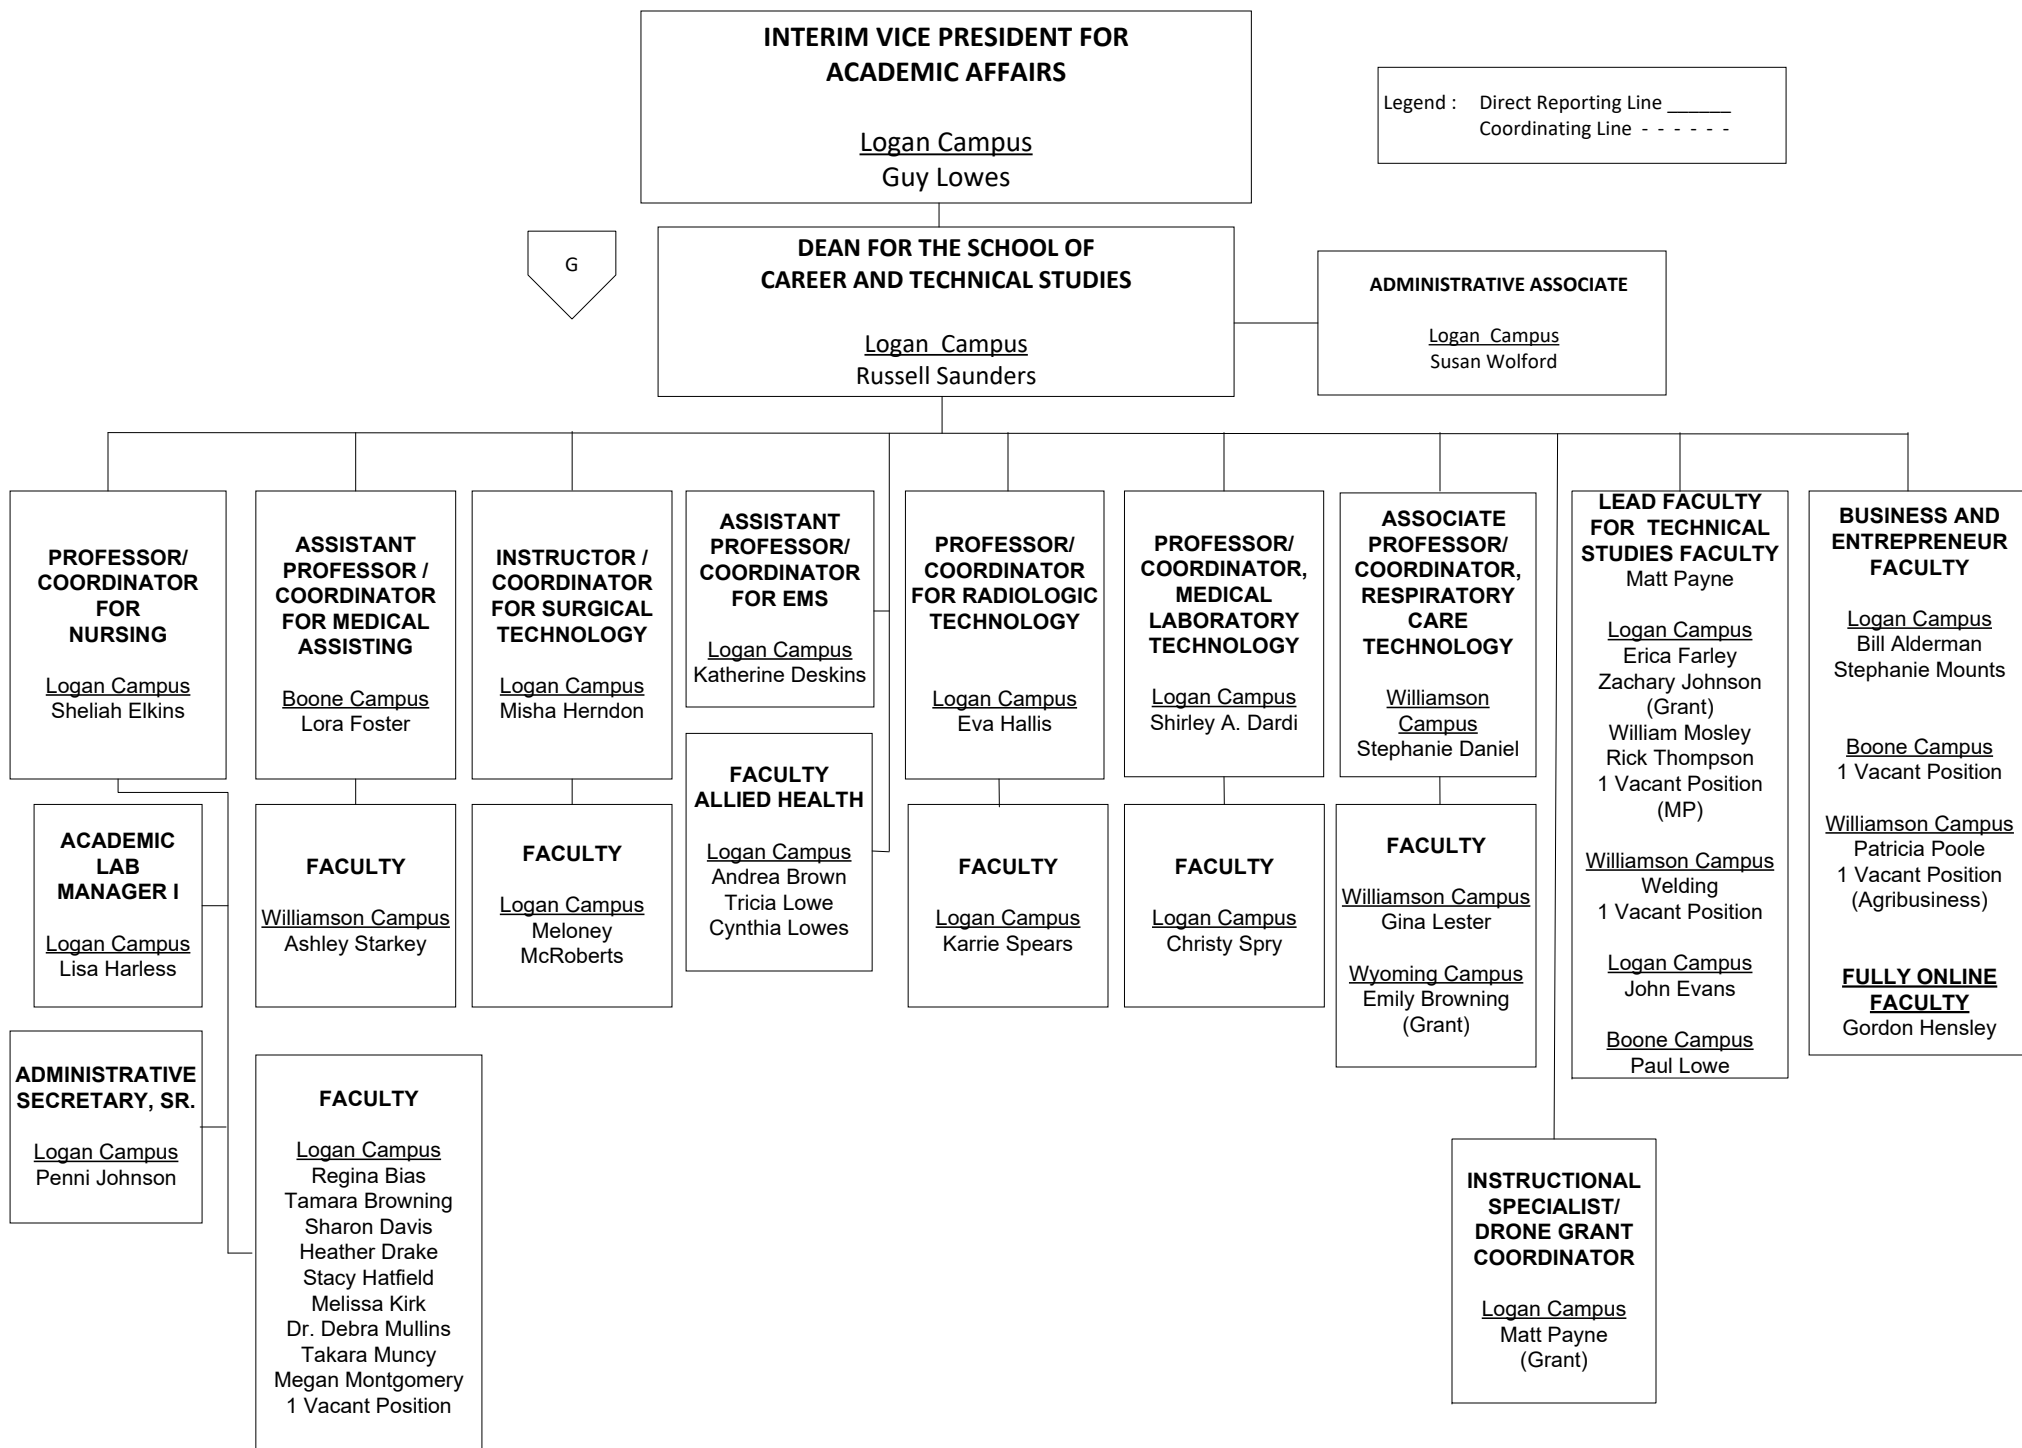 INTERIM VICE PRESIDENT FOR
ACADEMIC AFFAIRS
Logan Campus
Guy Lowes
Legend : Direct Reporting Line ______
Coordinating Line - - - - - -
G
DEAN FOR THE SCHOOL OF
CAREER AND TECHNICAL STUDIES
Logan Campus
Russell Saunders
ADMINISTRATIVE ASSOCIATE
Logan Campus
Susan Wolford
PROFESSOR/
COORDINATOR
FOR
NURSING
Logan Campus
Sheliah Elkins
ASSISTANT
PROFESSOR /
COORDINATOR
FOR MEDICAL
ASSISTING
Boone Campus
Lora Foster
INSTRUCTOR /
COORDINATOR
FOR SURGICAL
TECHNOLOGY
Logan Campus
Misha Herndon
ASSISTANT
PROFESSOR/
COORDINATOR
FOR EMS
Logan Campus
Katherine Deskins
PROFESSOR/
COORDINATOR
FOR RADIOLOGIC
TECHNOLOGY
Logan Campus
Eva Hallis
PROFESSOR/
COORDINATOR,
MEDICAL
LABORATORY
TECHNOLOGY
Logan Campus
Shirley A. Dardi
ASSOCIATE
PROFESSOR/
COORDINATOR,
RESPIRATORY
CARE
TECHNOLOGY
Williamson
Campus
Stephanie Daniel
LEAD FACULTY
FOR TECHNICAL
STUDIES FACULTY
Matt Payne
Logan Campus
Erica Farley
Zachary Johnson
(Grant)
William Mosley
Rick Thompson
1 Vacant Position
(MP)
Williamson Campus
Welding
1 Vacant Position
Logan Campus
John Evans
Boone Campus
Paul Lowe
BUSINESS AND
ENTREPRENEUR
FACULTY
Logan Campus
Bill Alderman
Stephanie Mounts
Boone Campus
1 Vacant Position
Williamson Campus
Patricia Poole
1 Vacant Position
(Agribusiness)
FULLY ONLINE
FACULTY
Gordon Hensley
ACADEMIC
LAB
MANAGER I
Logan Campus
Lisa Harless
FACULTY
Williamson Campus
Ashley Starkey
FACULTY
Logan Campus
Meloney
McRoberts
FACULTY
ALLIED HEALTH
Logan Campus
Andrea Brown
Tricia Lowe
Cynthia Lowes
FACULTY
Logan Campus
Karrie Spears
FACULTY
Logan Campus
Christy Spry
FACULTY
Williamson Campus
Gina Lester
Wyoming Campus
Emily Browning
(Grant)
ADMINISTRATIVE
SECRETARY, SR.
Logan Campus
Penni Johnson
FACULTY
Logan Campus
Regina Bias
Tamara Browning
Sharon Davis
Heather Drake
Stacy Hatfield
Melissa Kirk
Dr. Debra Mullins
Takara Muncy
Megan Montgomery
1 Vacant Position
INSTRUCTIONAL
SPECIALIST/
DRONE GRANT
COORDINATOR
Logan Campus
Matt Payne
(Grant)